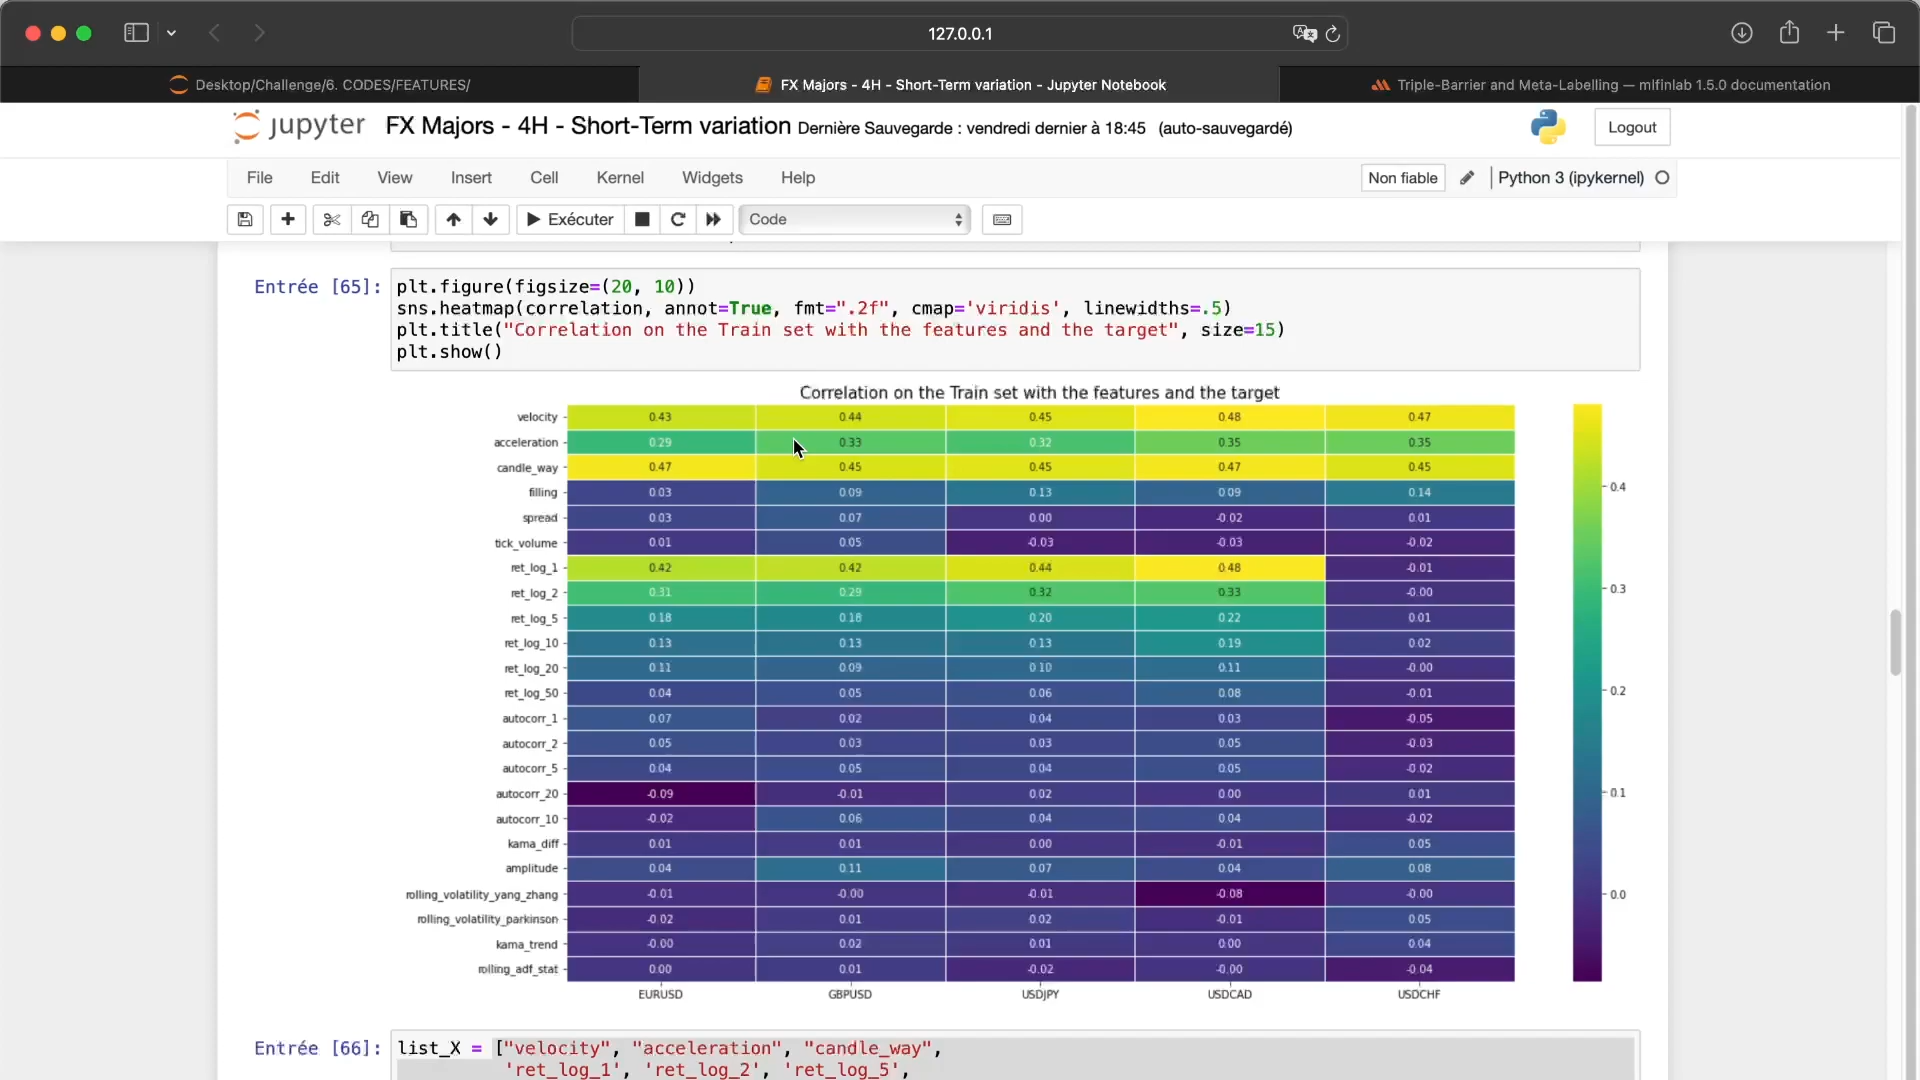 127.0.0.1
Desktop/Challenge/6. CODES/FEATURES/
FX Majors - 4H - Short-Term variation - Jupyter Notebook
Triple-Barrier and Meta-Labelling — mlfinlab 1.5.0 documentation
jupyter FX Majors - 4H - Short-Term variation Dernière Sauvegarde : vendredi dernier à 18:45 (auto-sauvegardé)
Logout
File Edit View Insert Cell Kernel Widgets Help
Non fiable
Python 3 (ipykernel)
Exécuter
Code
Entrée [65]:
plt.figure(figsize=(20, 10))
sns.heatmap(correlation, annot=True, fmt=".2f", cmap='viridis', linewidths=.5)
plt.title("Correlation on the Train set with the features and the target", size=15)
plt.show()
Correlation on the Train set with the features and the target
velocity 0.43 0.44 0.45 0.48 0.47
acceleration 0.29 0.33 0.32 0.35 0.35
candle_way 0.47 0.45 0.45 0.47 0.45
filling 0.03 0.09 0.13 0.09 0.14
spread 0.03 0.07 0.00 -0.02 0.01
tick_volume 0.01 0.05 -0.03 -0.03 -0.02
ret_log_1 0.42 0.42 0.44 0.48 -0.01
ret_log_2 0.31 0.29 0.32 0.33 -0.00
ret_log_5 0.18 0.18 0.20 0.22 0.01
ret_log_10 0.13 0.13 0.13 0.19 0.02
ret_log_20 0.11 0.09 0.10 0.11 -0.00
ret_log_50 0.04 0.05 0.06 0.08 -0.01
autocorr_1 0.07 0.02 0.04 0.03 -0.05
autocorr_2 0.05 0.03 0.03 0.05 -0.03
autocorr_5 0.04 0.05 0.04 0.05 -0.02
autocorr_20 -0.09 -0.01 0.02 0.00 0.01
autocorr_10 -0.02 0.06 0.04 0.04 -0.02
kama_diff 0.01 0.01 0.00 -0.01 0.05
amplitude 0.04 0.11 0.07 0.04 0.08
rolling_volatility_yang_zhang -0.01 -0.00 -0.01 -0.08 -0.00
rolling_volatility_parkinson -0.02 0.01 0.02 -0.01 0.05
kama_trend -0.00 0.02 0.01 0.00 0.04
rolling_adf_stat 0.00 0.01 -0.02 -0.00 -0.04
EURUSD GBPUSD USDJPY USDCAD USDCHF
0.4
0.3
0.2
0.1
0.0
Entrée [66]:
list_X = ["velocity", "acceleration", "candle_way",
'ret_log_1', 'ret_log_2', 'ret_log_5',